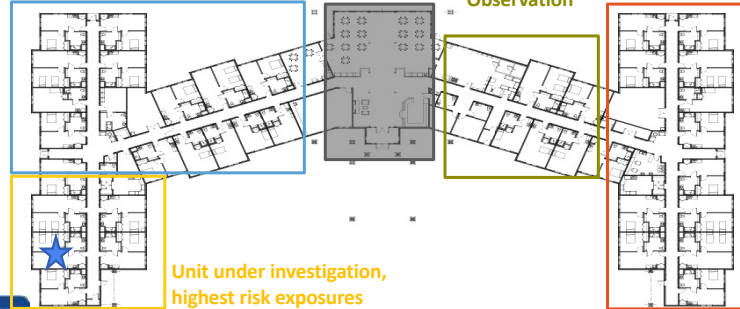 Observation
Unit under investigation,
highest risk exposures